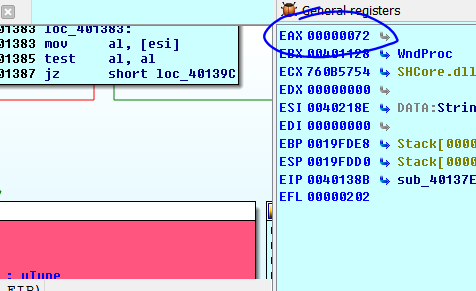 General registers
01383 loc_401383:
01383 mov al, [esi]
01385 test al, al
01387 jz short loc_40139C
EAX 00000072
EBX 00401128 WndProc
ECX 760B5754 SHCore.dll
EDX 00000000
ESI 0040218E DATA:Strin
EDI 00000000
EBP 0019FDE8 Stack[0000
ESP 0019FDD0 Stack[0000
EIP 0040138B sub_40137E
EFL 00000202
; uType